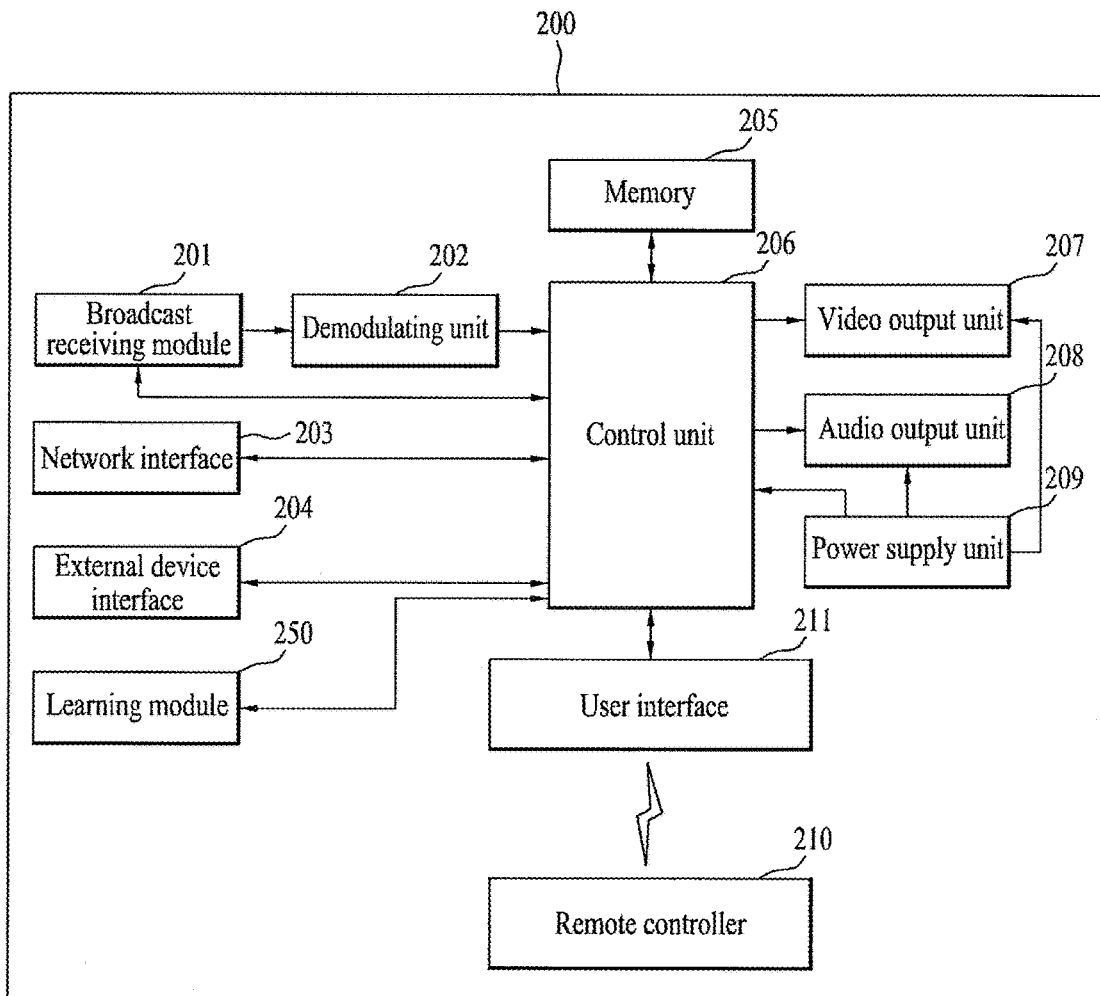 200
205
Memory
201
202
206
207
Broadcast
receiving module
Demodulating unit
Video output unit
208
203
Network interface
Control unit
Audio output unit
209
204
External device
interface
Power supply unit
250
211
Learning module
User interface
210
Remote controller